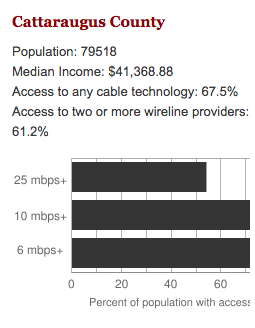 Cattaraugus County
Population: 79518
Median Income: $41,368.88
Access to any cable technology: 67.5%
Access to two or more wireline providers:
61.2%
25 mbps+
10 mbps+
6 mbps+
0 20 40 60
Percent of population with access